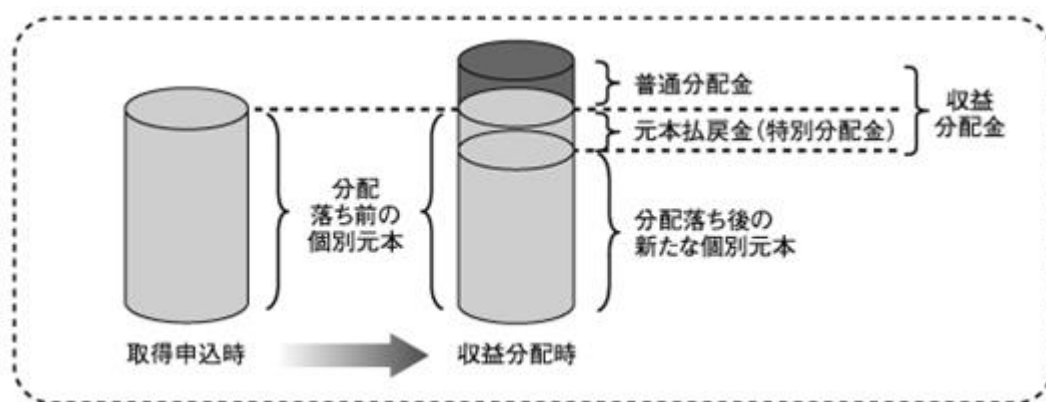 普通分配金
元本払戻金(特別分配金)
収益
分配金
分配
落ち前の
個別元本
分配落ち後の
新たな個別元本
取得申込時
収益分配時